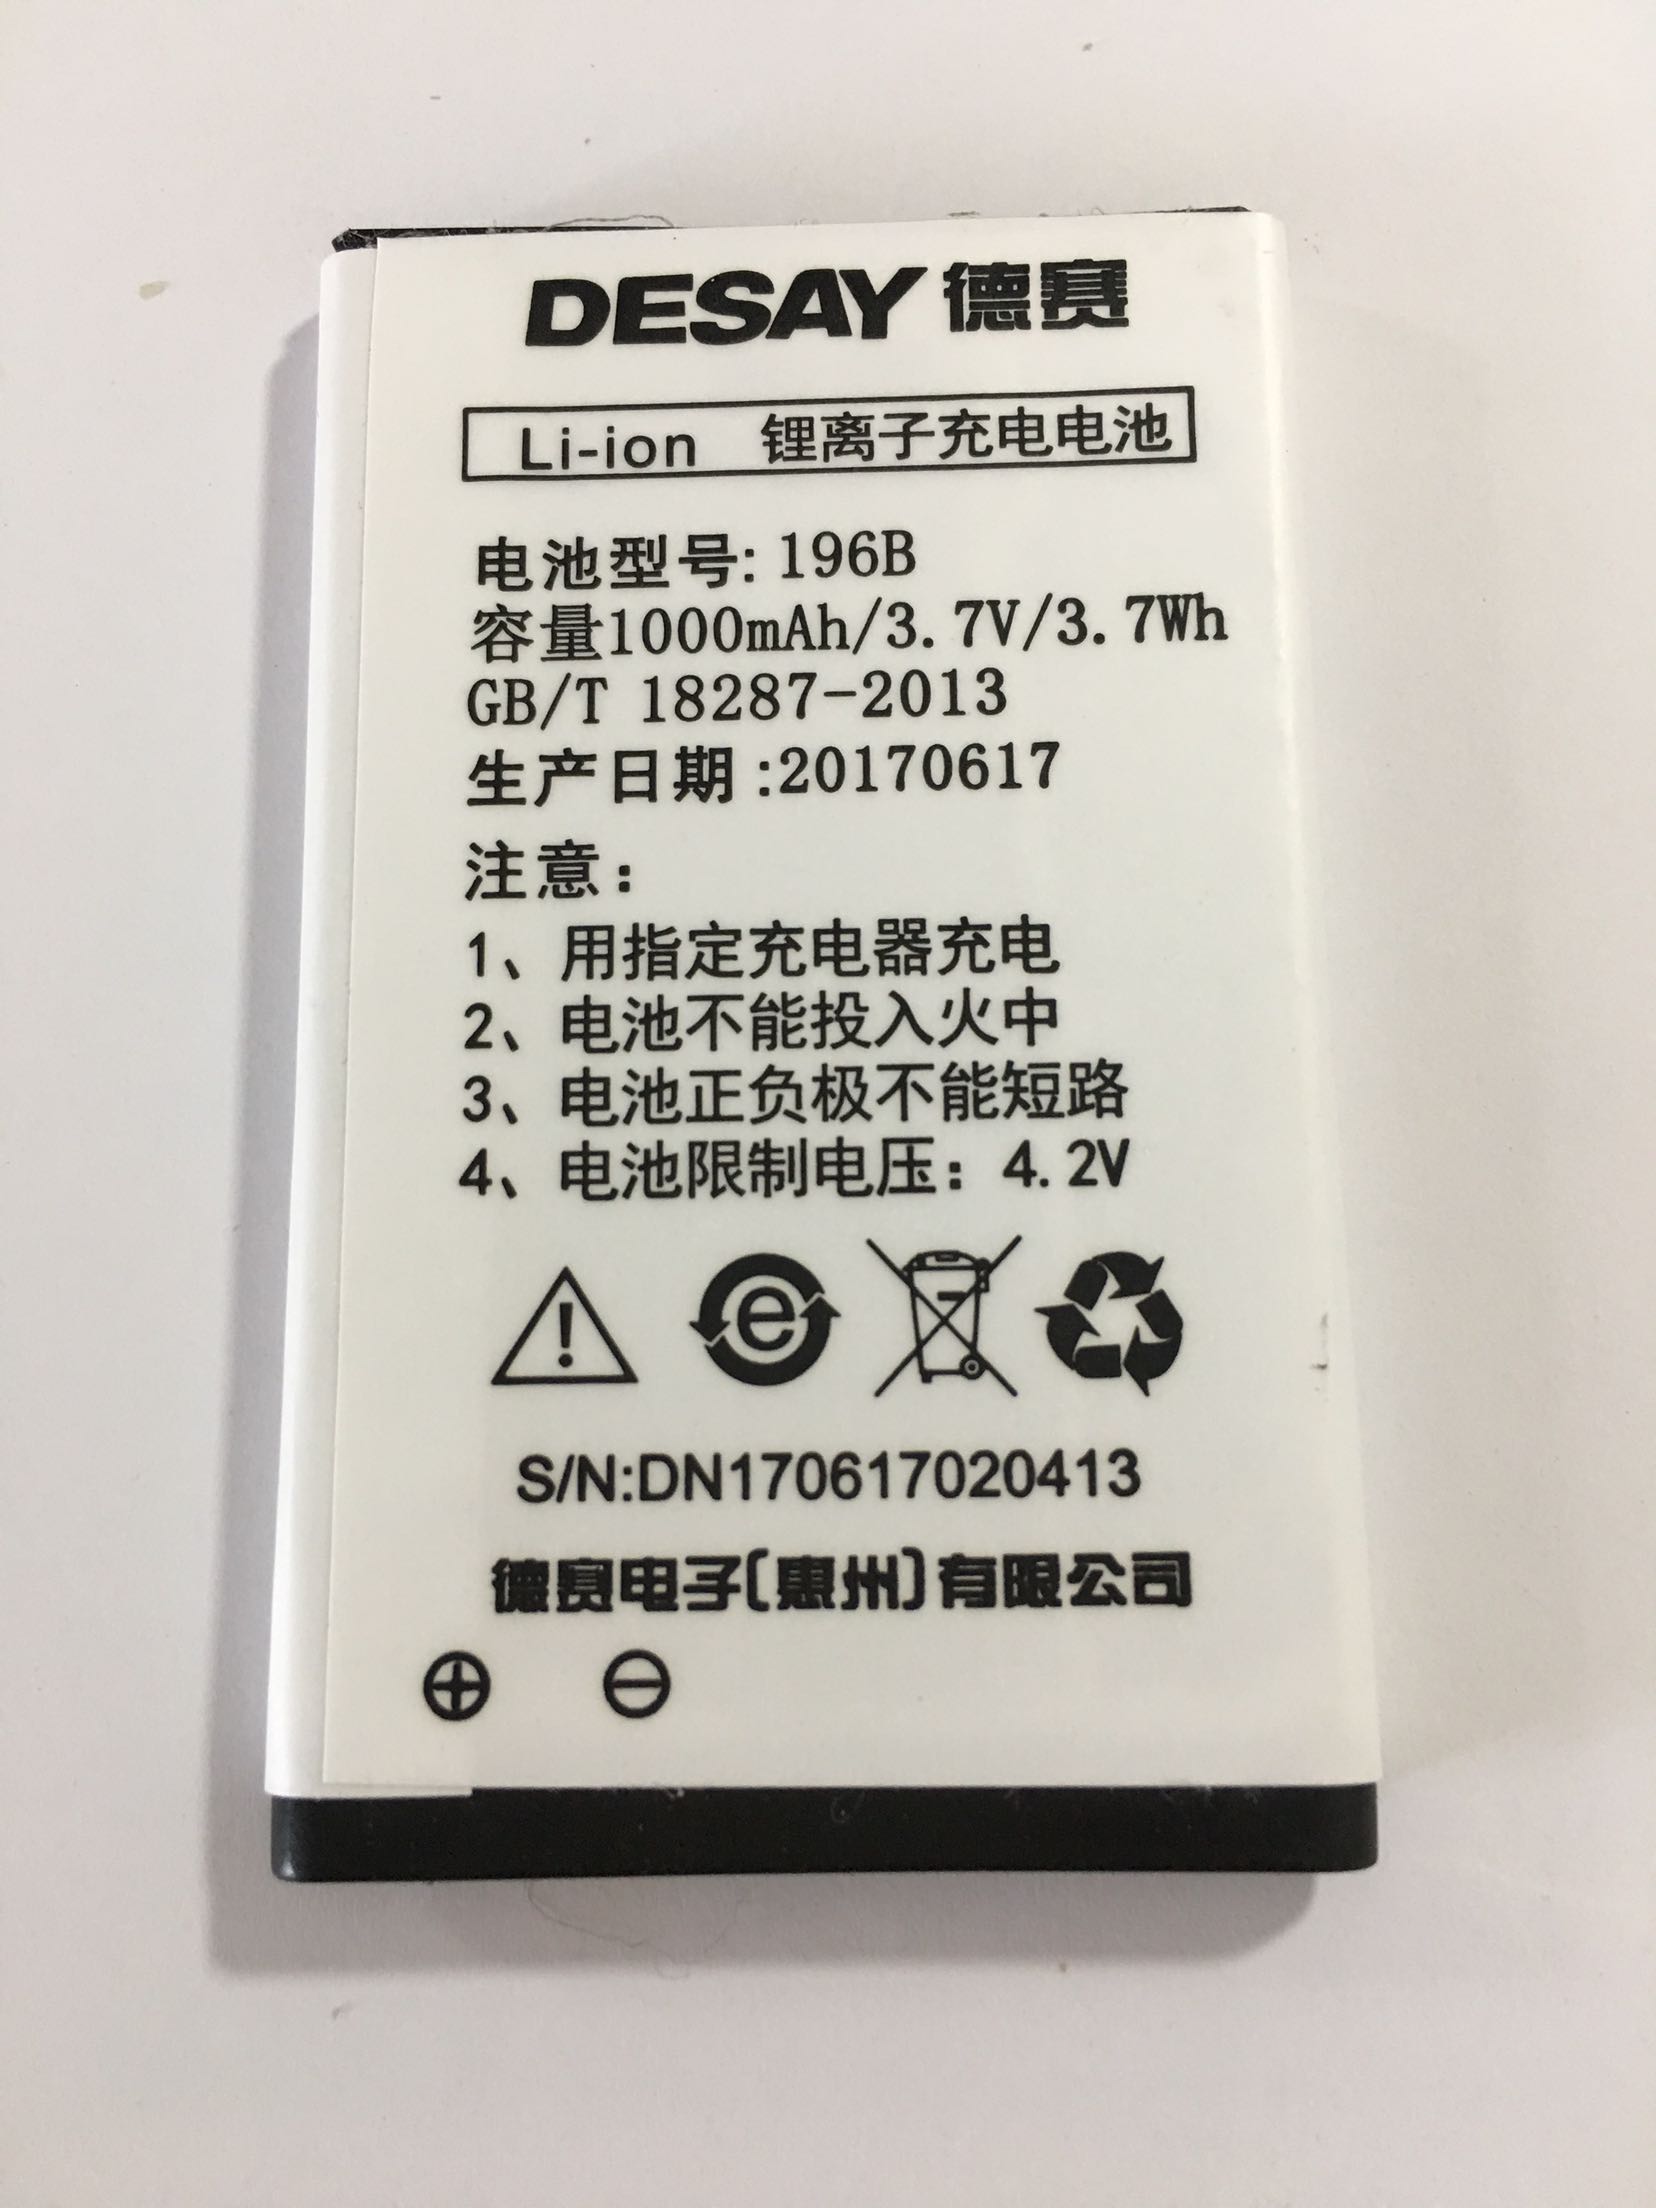 DESAY 德赛
Li-ion 锂离子充电电池
电池型号: 196B
容量1000mAh/3.7V/3.7Wh
GB/T 18287-2013
生产日期:20170617
注意:
1、用指定充电器充电
2、电池不能投入火中
3、电池正负极不能短路
4、电池限制电压: 4.2V
S/N:DN170617020413
德赛电子(惠州)有限公司